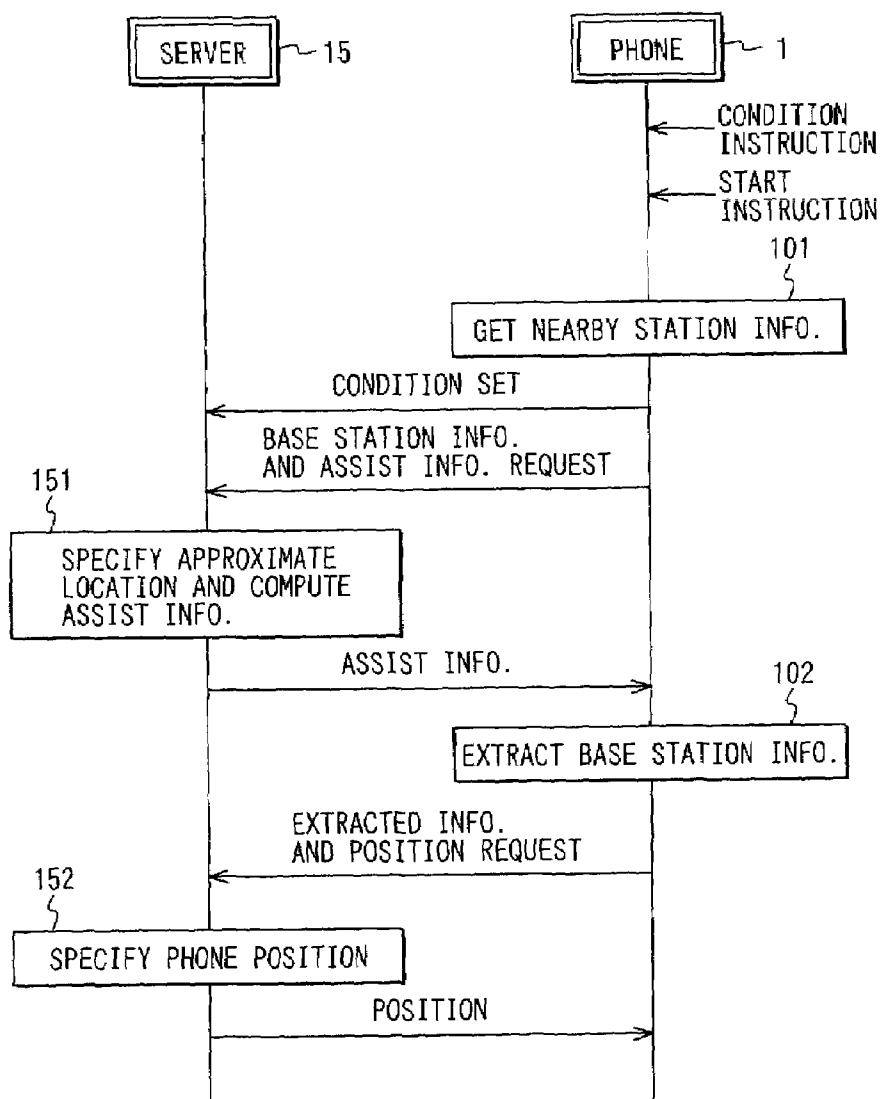 SERVER
15
PHONE
1
CONDITION
INSTRUCTION
START
INSTRUCTION
101
GET NEARBY STATION INFO.
CONDITION SET
BASE STATION INFO.
AND ASSIST INFO. REQUEST
151
SPECIFY APPROXIMATE
LOCATION AND COMPUTE
ASSIST INFO.
ASSIST INFO.
102
EXTRACT BASE STATION INFO.
EXTRACTED INFO.
AND POSITION REQUEST
152
SPECIFY PHONE POSITION
POSITION